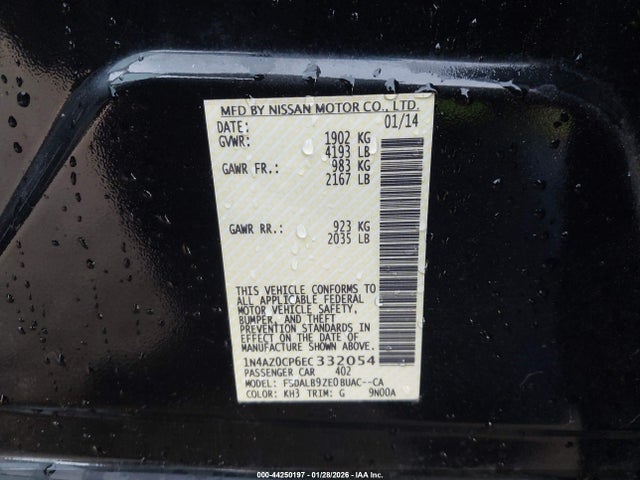 MFD BY NISSAN MOTOR CO., LTD.
DATE: 01/14
GVWR: 1902 KG
4193 LB
GAWR FR.: 983 KG
2167 LB
GAWR RR.: 923 KG
2035 LB
THIS VEHICLE CONFORMS TO
ALL APPLICABLE FEDERAL
MOTOR VEHICLE SAFETY,
BUMPER, AND THEFT
PREVENTION STANDARDS IN
EFFECT ON THE DATE OF
MANUFACTURE SHOWN ABOVE.
1N4AZ0CP6EC332054
PASSENGER CAR 402
MODEL: FSDALB9ZE0BUAC--CA
COLOR: KH3 TRIM: G 9N00A
000-44250197 - 01/28/2026 - IAA Inc.